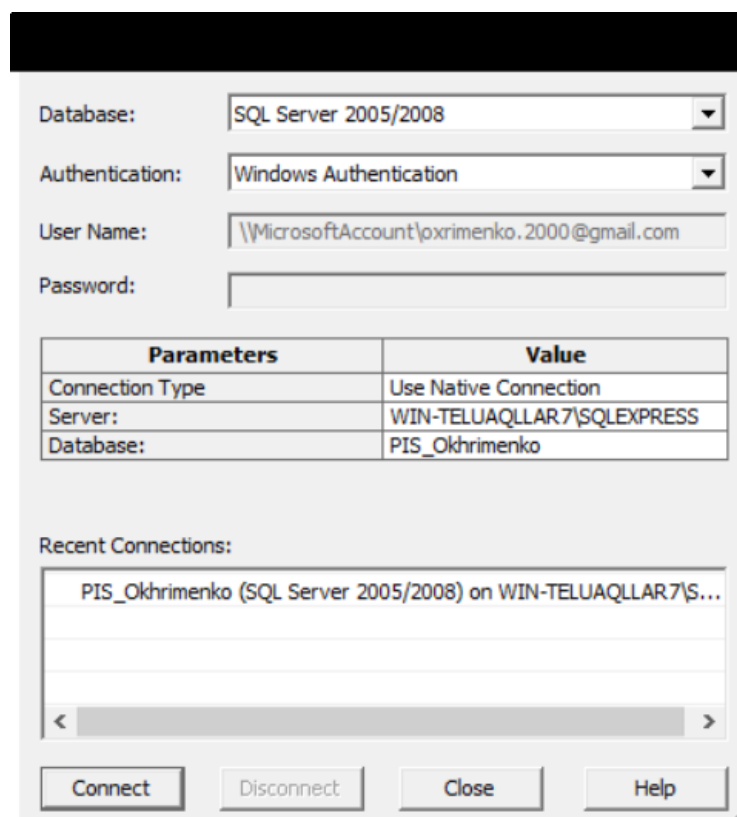 Database: SQL Server 2005/2008
Authentication: Windows Authentication
User Name: \\MicrosoftAccount\oxrimenko.2000@gmail.com
Password:
Parameters Value
Connection Type Use Native Connection
Server: WIN-TELUAQLLAR7\SQLEXPRESS
Database: PIS_Okhrimenko
Recent Connections:
PIS_Okhrimenko (SQL Server 2005/2008) on WIN-TELUAQLLAR7\S...
Connect Disconnect Close Help